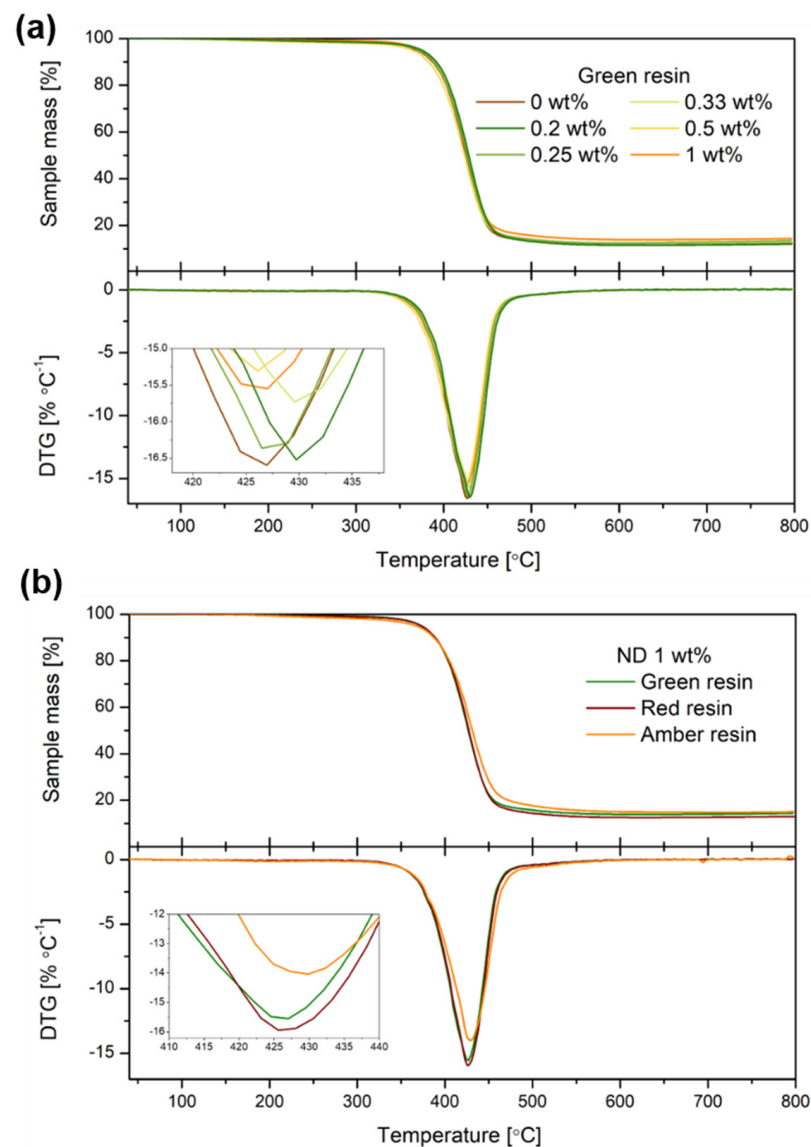 (a)
100
80
60
40
20
Sample mass [%]
Green resin
0 wt%
0.33 wt%
0.2 wt%
0.5 wt%
0.25 wt%
1 wt%
0
-5
-10
-15
DTG [% °C⁻¹]
-15.0
-15.5
-16.0
-16.5
420 425 430 435
100 200 300 400 500 600 700 800
Temperature [°C]
(b)
100
80
60
40
20
Sample mass [%]
ND 1 wt%
Green resin
Red resin
Amber resin
0
-5
-10
-15
DTG [% °C⁻¹]
-12
-13
-14
-15
-16
410 415 420 425 430 435 440
100 200 300 400 500 600 700 800
Temperature [°C]